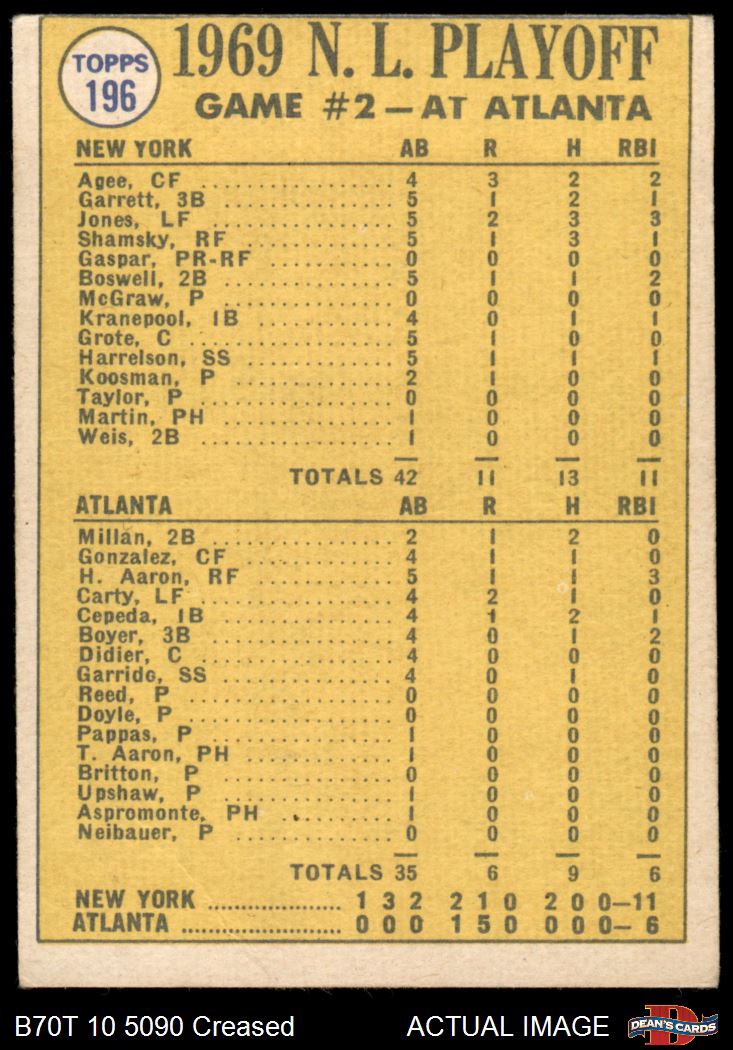 TOPPS 196
1969 N. L. PLAYOFF
GAME #2 — AT ATLANTA
NEW YORK AB R H RBI
Agee, CF .................. 4 3 2 2
Garrett, 3B ................ 5 1 2 1
Jones, LF .................. 5 2 3 3
Shamsky, RF .............. 5 1 3 1
Gaspar, PR-RF ............ 0 0 0 0
Boswell, 2B ............... 5 1 1 2
McGraw, P ................ 0 0 0 0
Kranepool, 1B ............ 4 0 1 1
Grote, C .................. 5 1 0 0
Harrelson, SS ............. 5 1 1 1
Koosman, P ............... 2 1 0 0
Taylor, P .................. 0 0 0 0
Martin, PH ................ 1 0 0 0
Weis, 2B .................. 1 0 0 0
TOTALS 42 11 13 11
ATLANTA AB R H RBI
Millan, 2B ................ 2 1 2 0
Gonzalez, CF ............. 4 1 1 0
H. Aaron, RF ............. 5 1 1 3
Carty, LF .................. 4 2 1 0
Cepeda, 1B ............... 4 1 2 1
Boyer, 3B ................. 4 0 1 2
Didier, C .................. 4 0 0 0
Garrido, SS ............... 4 0 1 0
Reed, P ................... 0 0 0 0
Doyle, P .................. 0 0 0 0
Pappas, P ................. 1 0 0 0
T. Aaron, PH .............. 1 0 0 0
Britton, P ................. 0 0 0 0
Upshaw, P ................ 1 0 0 0
Aspromonte, PH .......... 1 0 0 0
Neibauer, P ............... 0 0 0 0
TOTALS 35 6 9 6
NEW YORK .................... 1 3 2 2 1 0 2 0 0—11
ATLANTA ....................... 0 0 0 1 5 0 0 0 0— 6
B70T 10 5090 Creased ACTUAL IMAGE D DEAN'S CARDS